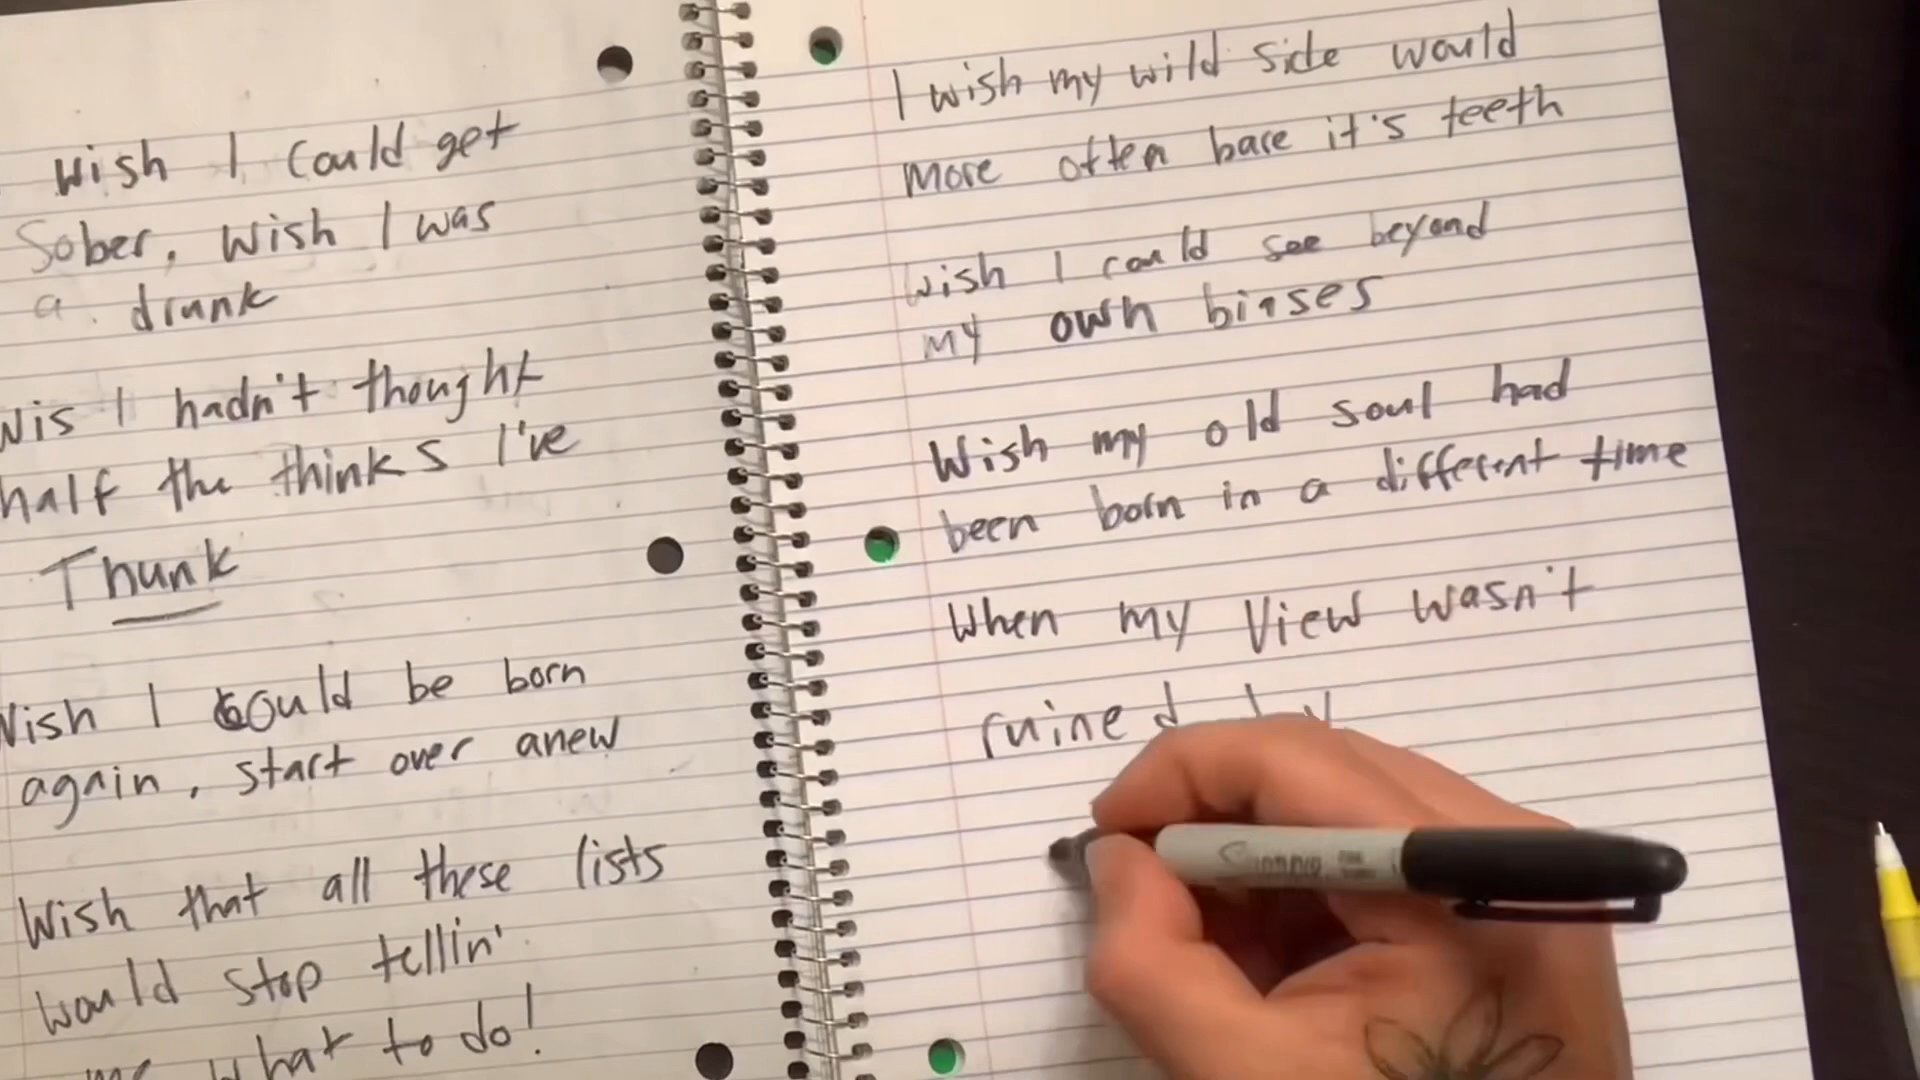 Wish I could get
Sober, Wish I was
a drunk
Wis I hadn't thought
half the thinks I've
Thunk
Wish I could be born
again, start over anew
Wish that all these lists
would stop tellin'
me what to do!
I wish my wild side would
more often bare it's teeth
Wish I could see beyond
my own biases
Wish my old soul had
been born in a different time
When my View wasn't
ruined by
Sharpie